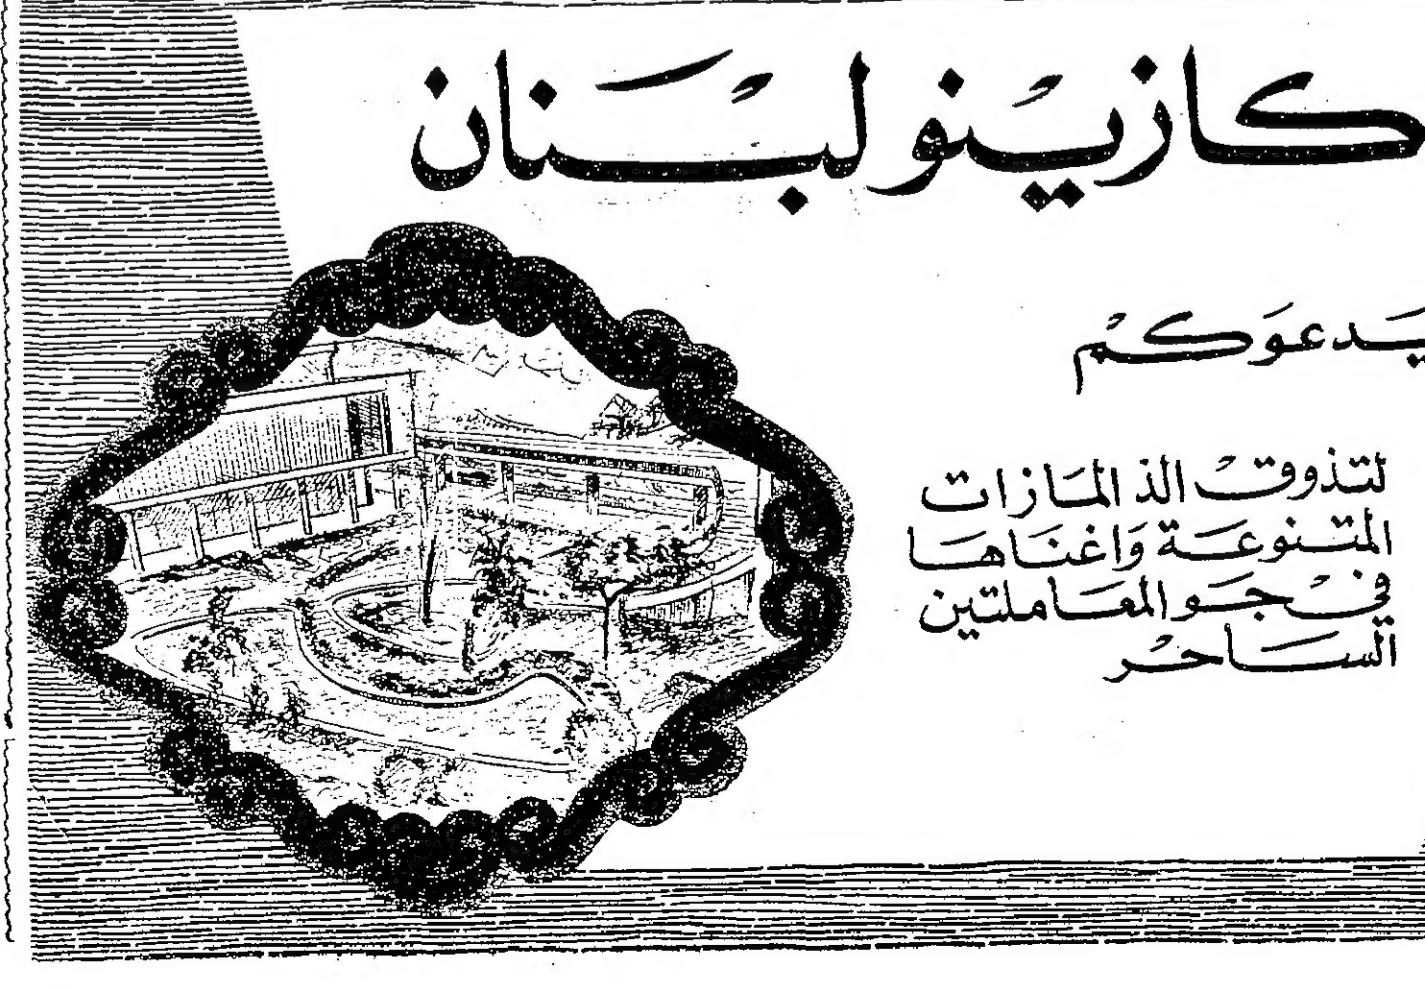 كازينو لبنان
يدعوكم
لتذوق الذ المازات
المتنوعة واغناها
في جو المعاملتين
الساحر